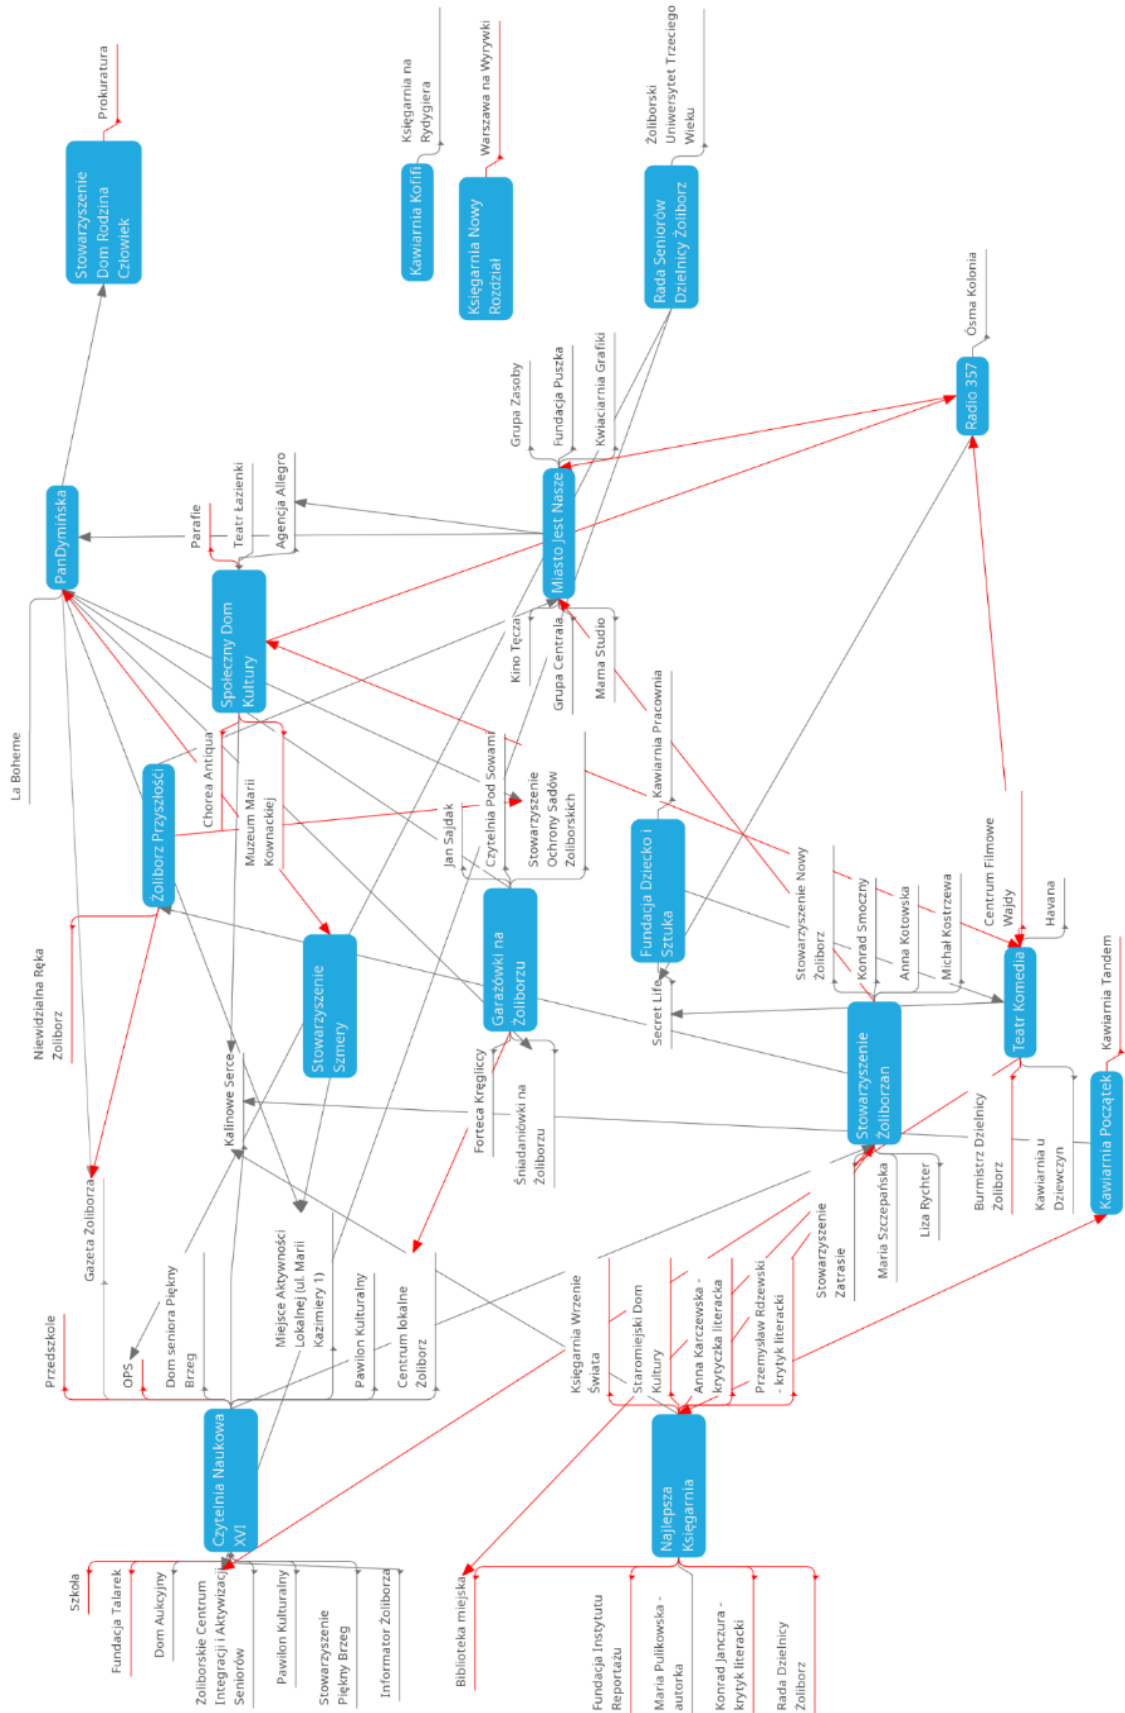 Szkoła
Fundacja Talarek
Dom Aukcyjny
Żoliborskie Centrum
Integracji i Aktywizacji
Seniorów
Pawilon Kulturalny
Stowarzyszenie
Piękny Brzeg
Informator Żoliborza
Biblioteka miejska
Fundacja Instytutu
Reportażu
Maria Pulikowska -
autorka
Konrad Janczura -
krytyk literacki
Rada Dzielnicy
Żoliborz
Czytelnia Naukowa
XVI
Najlepsza
Księgarnia
Przedszkole
OPS
Dom seniora Piękny
Brzeg
Gazeta Żoliborza
Miejsce Aktywności
Lokalnej (ul. Marii
Kazimiery 1)
Pawilon Kulturalny
Centrum lokalne
Żoliborz
Księgarnia Wrzenie
Świata
Staromiejski Dom
Kultury
Anna Karczewska -
krytyczka literacka
Przemysław Rdzewski
- krytyk literacki
Stowarzyszenie
Zatrasie
Maria Szczepańska
Liza Rychter
Burmistrz Dzielnicy
Żoliborz
Kawiarnia u
Dziewczyn
Kawiarnia Początek
Kawiarnia Tandem
Niewidzialna Ręka
Żoliborz
Kalinowe Serce
Forteca Kręgliccy
Śniadaniówki na
Żoliborzu
Stowarzyszenie
Szmery
Garażówki na
Żoliborzu
Secret Life
Stowarzyszenie
Żoliborzan
Teatr Komedia
Żoliborz Przyszłości
Fundacja Dziecko i
Sztuka
Stowarzyszenie Nowy
Żoliborz
Konrad Smoczny
Anna Kotowska
Michał Kostrzewa
Centrum Filmowe
Wajdy
Havana
La Boheme
Chorea Antiqua
Muzeum Marii
Kownackiej
Jan Sajdak
Czytelnia Pod Sowami
Stowarzyszenie
Ochrony Sadów
Żoliborskich
Kawiarnia Pracownia
Społeczny Dom
Kultury
Kino Tęcza
Grupa Centrala
Mama Studio
PanDymińska
Parafie
Teatr Łazienki
Agencja Allegro
Miasto Jest Nasze
Grupa Zasoby
Fundacja Puszka
Kwiaciarnia Grafiki
Radio 357
Ósma Kolonia
Stowarzyszenie
Dom Rodzina
Człowiek
Prokuratura
Kawiarnia Kofifi
Księgarnia na
Rydygiera
Księgarnia Nowy
Rozdział
Warszawa na Wyrywki
Rada Seniorów
Dzielnicy Żoliborz
Żoliborski
Uniwersytet Trzeciego
Wieku